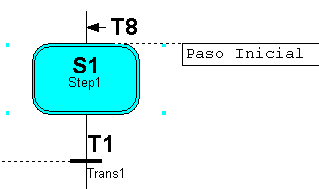 T8
Paso Inicial
S1
Step1
T1
Trans1